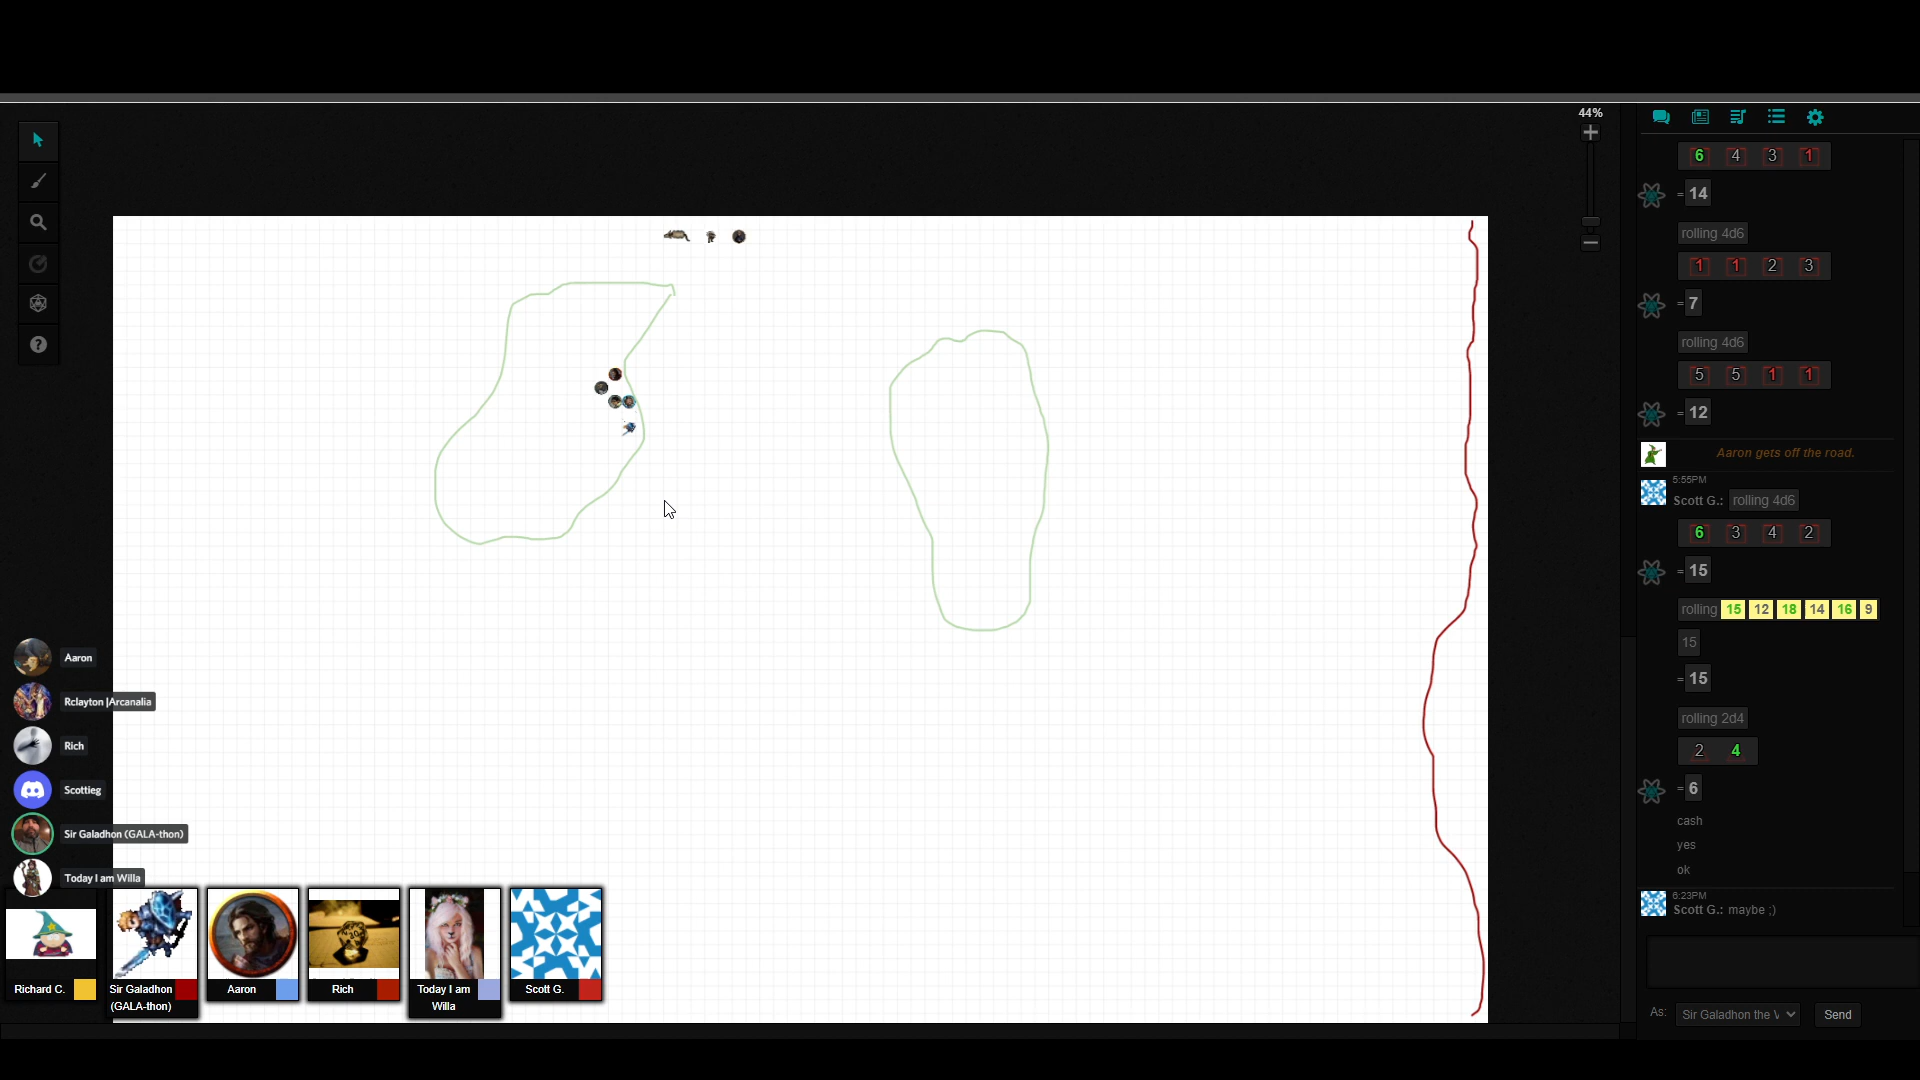 44%
6 4 3 1
= 14
rolling 4d6
1 1 2 3
= 7
rolling 4d6
5 5 1 1
= 12
Aaron gets off the road.
5:55PM
Scott G.: rolling 4d6
6 3 4 2
= 15
rolling 15 12 18 14 16 9
15
= 15
rolling 2d4
2 4
= 6
cash
yes
ok
6:23PM
Scott G.: maybe ;)
As: Sir Galadhon the Send
Aaron
Rclayton |Arcanalia
Rich
Scottieg
Sir Galadhon (GALA-thon)
Today I am Willa
Richard C.
Sir Galadhon
(GALA-thon)
Aaron
Rich
Today I am
Willa
Scott G.